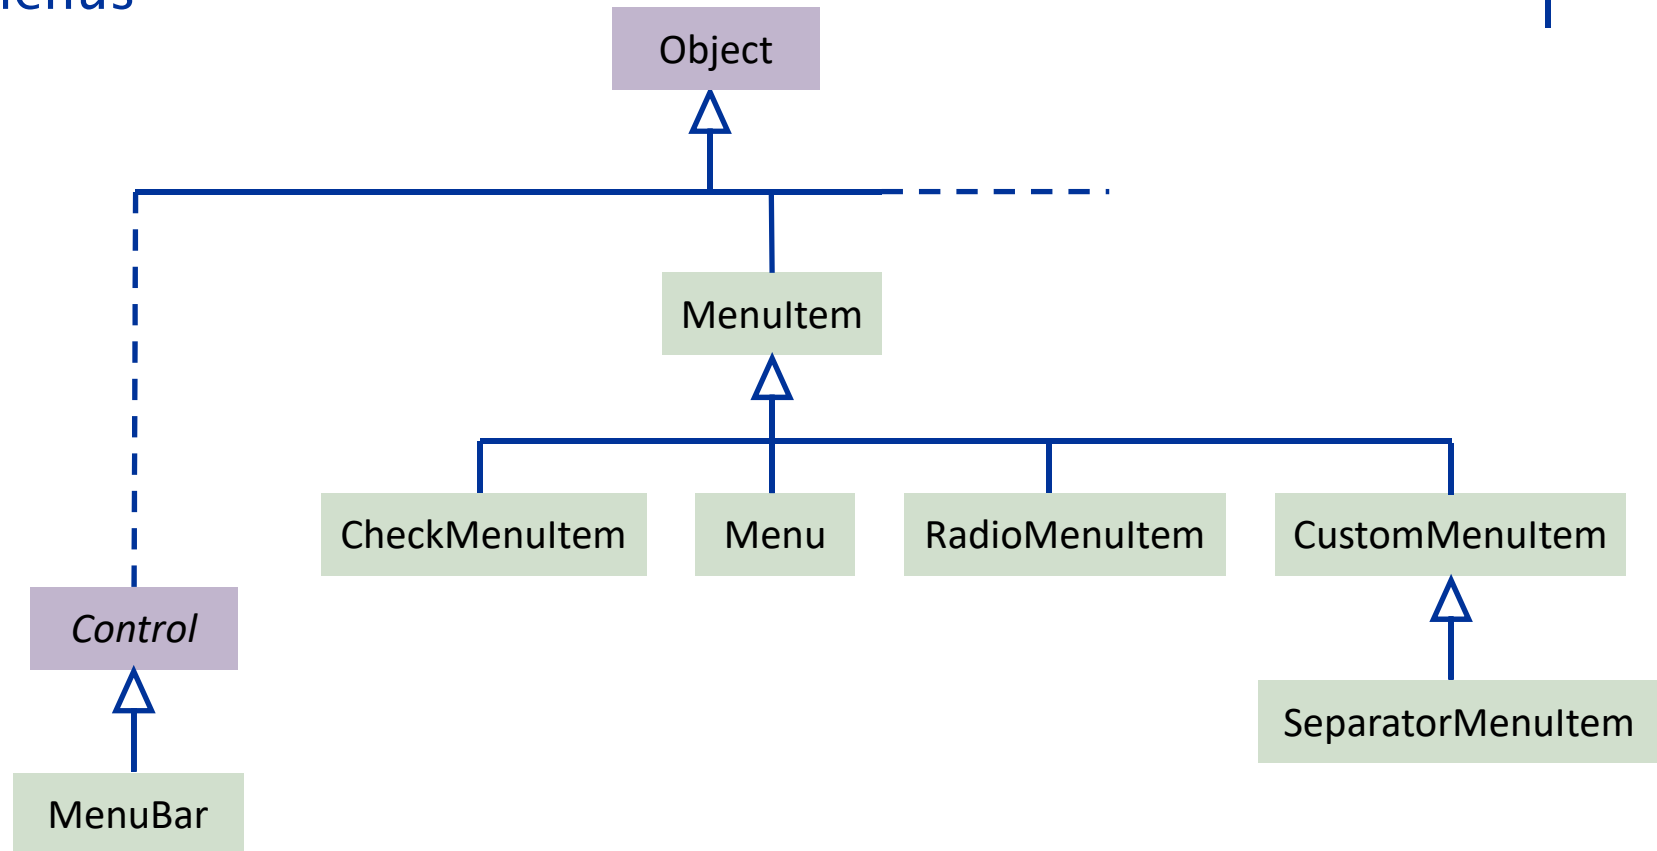 Object
MenuItem
CheckMenuItem
Menu
RadioMenuItem
CustomMenuItem
Control
SeparatorMenuItem
MenuBar